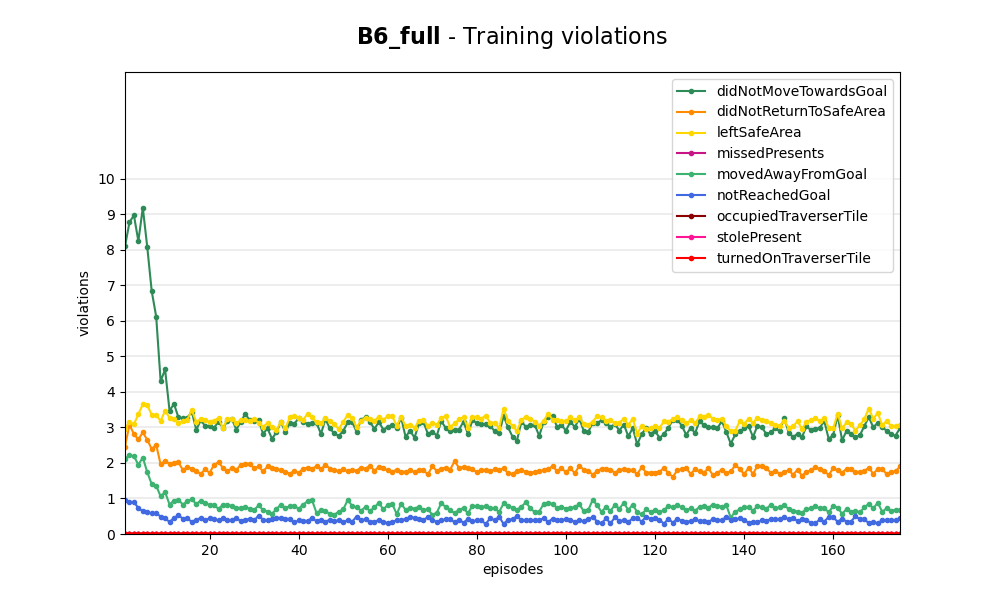 B6_full - Training violations
didNotMoveTowardsGoal
didNotReturnToSafeArea
leftSafeArea
missedPresents
movedAwayFromGoal
notReachedGoal
occupiedTraverserTile
stolePresent
turnedOnTraverserTile
10
9
8
7
6
5
4
3
2
1
0
violations
20 40 60 80 100 120 140 160
episodes